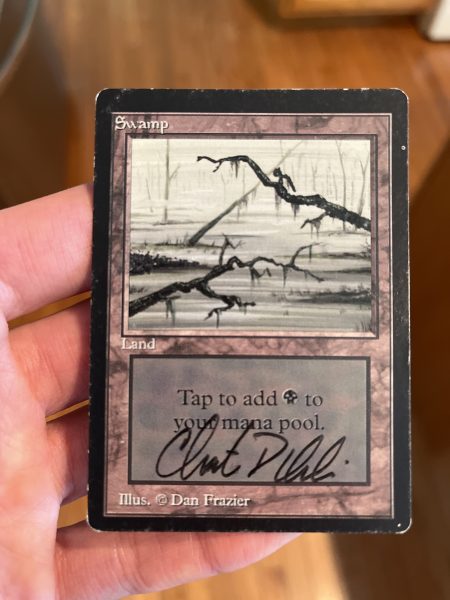 Swamp
Land
Tap to add to
your mana pool.
Illus. © Dan Frazier